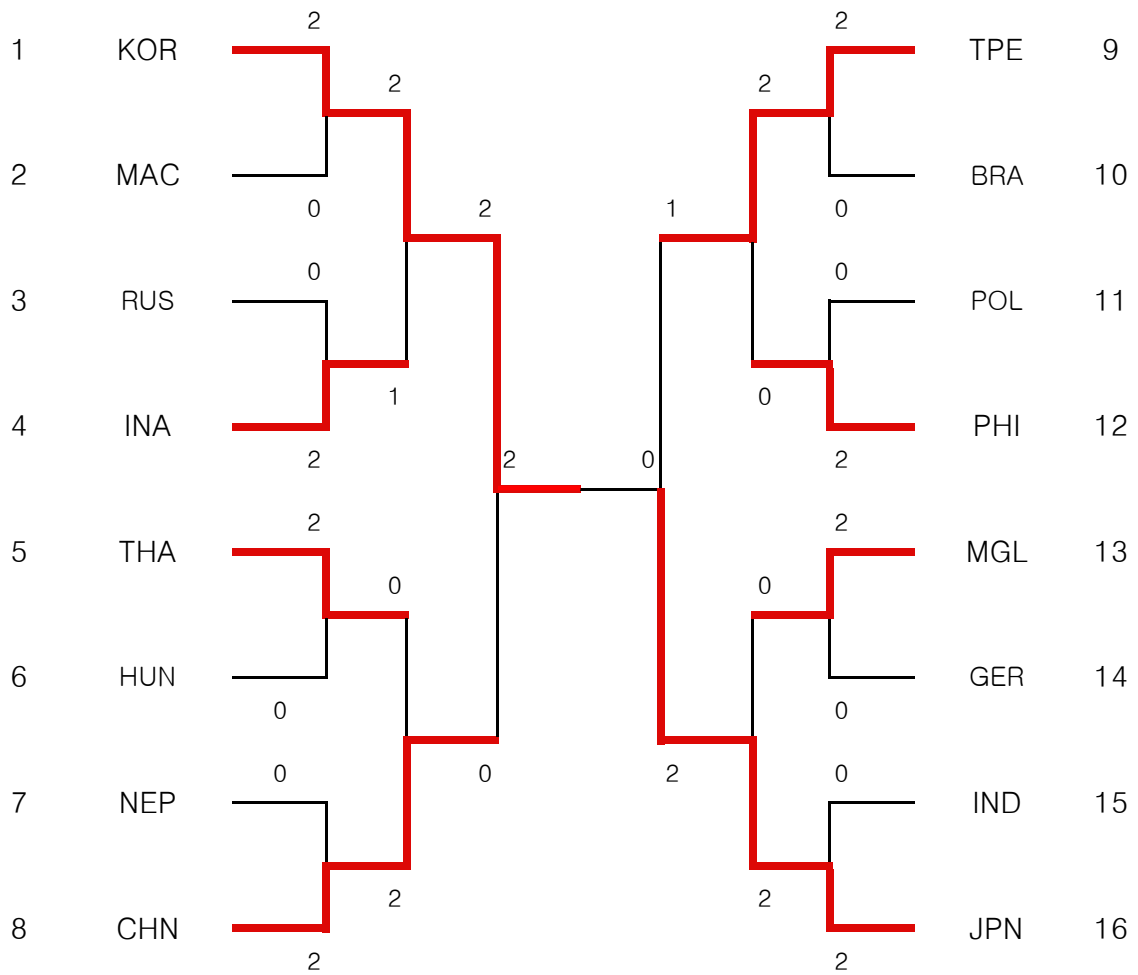 2 2
1 KOR TPE 9
2 2
2 MAC BRA 10
0 2 1 0
0 0
3 RUS POL 11
1 0
4 INA PHI 12
2 2 0 2
2 2
5 THA MGL 13
0 0
6 HUN GER 14
0 0
0 0 2 0
7 NEP IND 15
2 2
8 CHN JPN 16
2 2